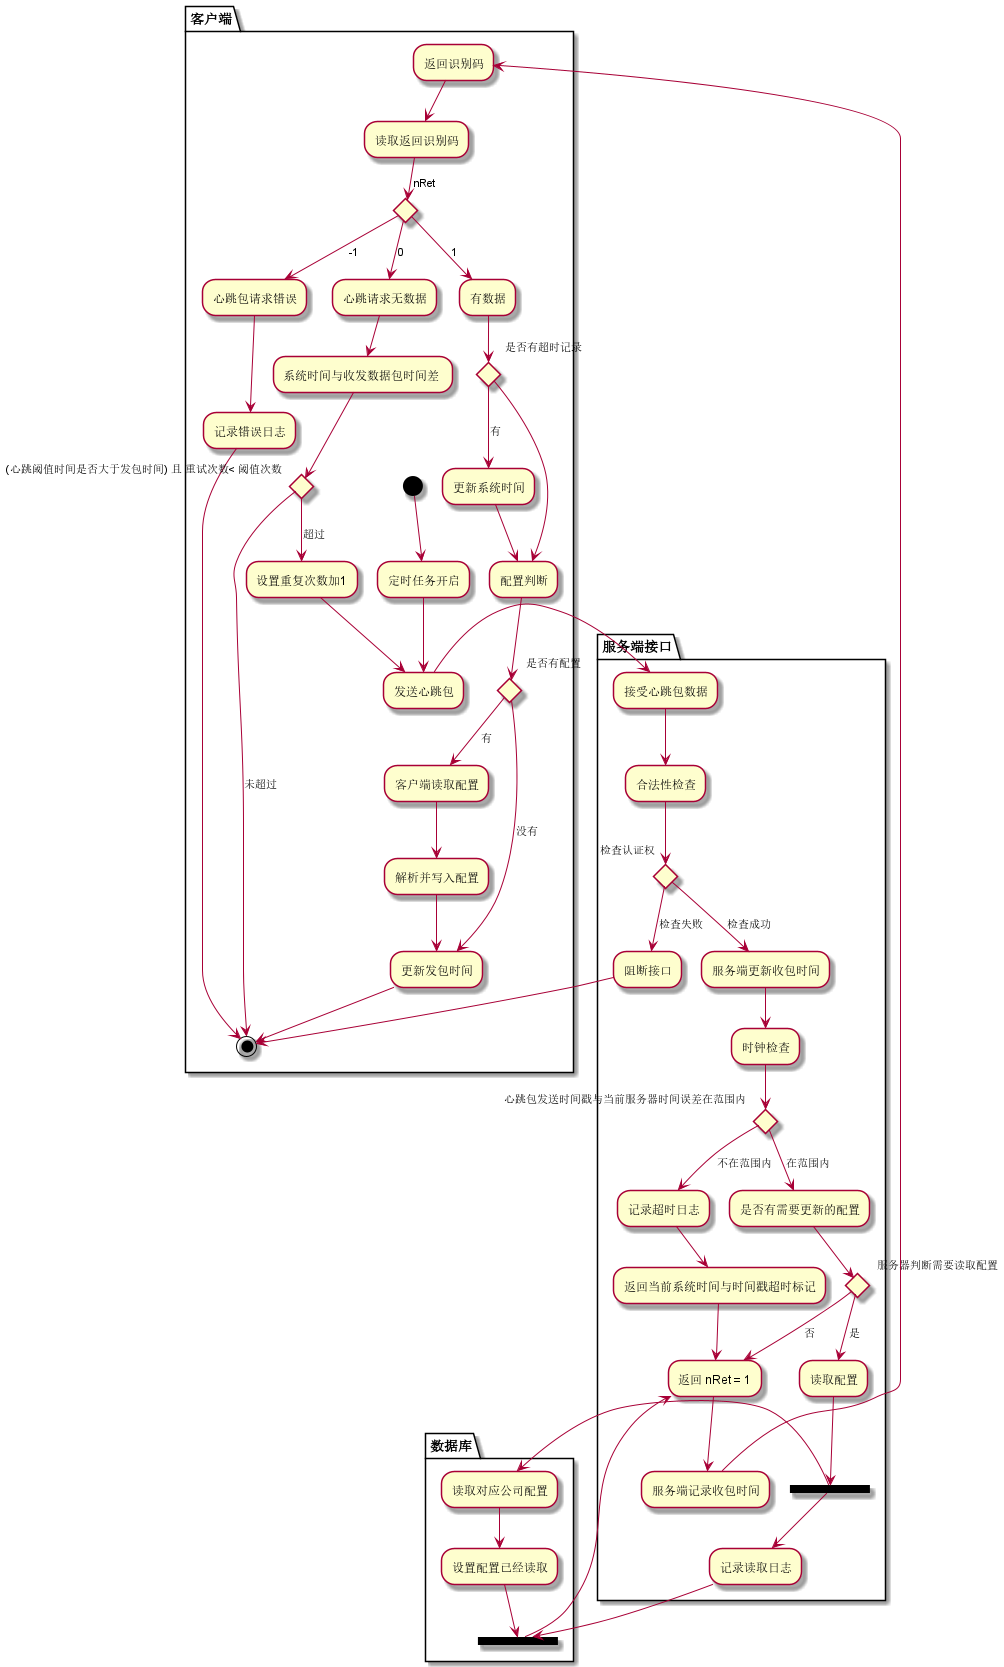 客户端
返回识别码
读取返回识别码
nRet
-1
0
1
心跳包请求错误
心跳请求无数据
有数据
是否有超时记录
系统时间与收发数据包时间差
记录错误日志
有
(心跳阈值时间是否大于发包时间) 且 重试次数< 阈值次数
更新系统时间
超过
设置重复次数加1
定时任务开启
配置判断
服务端接口
是否有配置
发送心跳包
接受心跳包数据
有
未超过
客户端读取配置
合法性检查
没有
检查认证权
解析并写入配置
检查失败
检查成功
更新发包时间
阻断接口
服务端更新收包时间
时钟检查
心跳包发送时间戳与当前服务器时间误差在范围内
不在范围内
在范围内
记录超时日志
是否有需要更新的配置
服务器判断需要读取配置
返回当前系统时间与时间戳超时标记
否
是
返回 nRet = 1
读取配置
数据库
读取对应公司配置
服务端记录收包时间
设置配置已经读取
记录读取日志